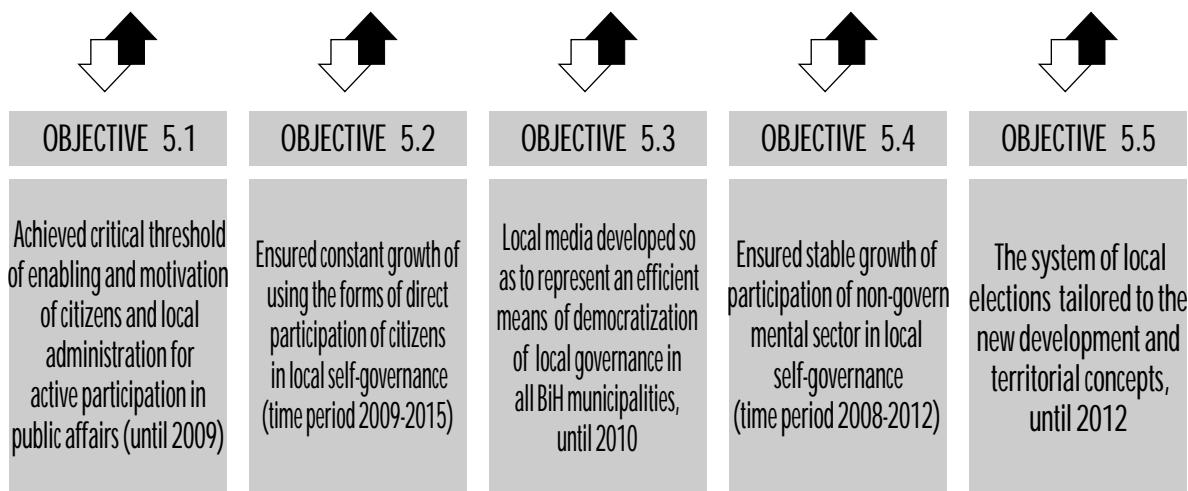 OBJECTIVE 5.1
Achieved critical threshold
of enabling and motivation
of citizens and local
administration for
active participation in
public affairs (until 2009)
OBJECTIVE 5.2
Ensured constant growth of
using the forms of direct
participation of citizens
in local self-governance
(time period 2009-2015)
OBJECTIVE 5.3
Local media developed so
as to represent an efficient
means of democratization
of local governance in
all BiH municipalities,
until 2010
OBJECTIVE 5.4
Ensured stable growth of
participation of non-govern
mental sector in local
self-governance
(time period 2008-2012)
OBJECTIVE 5.5
The system of local
elections tailored to the
new development and
territorial concepts,
until 2012